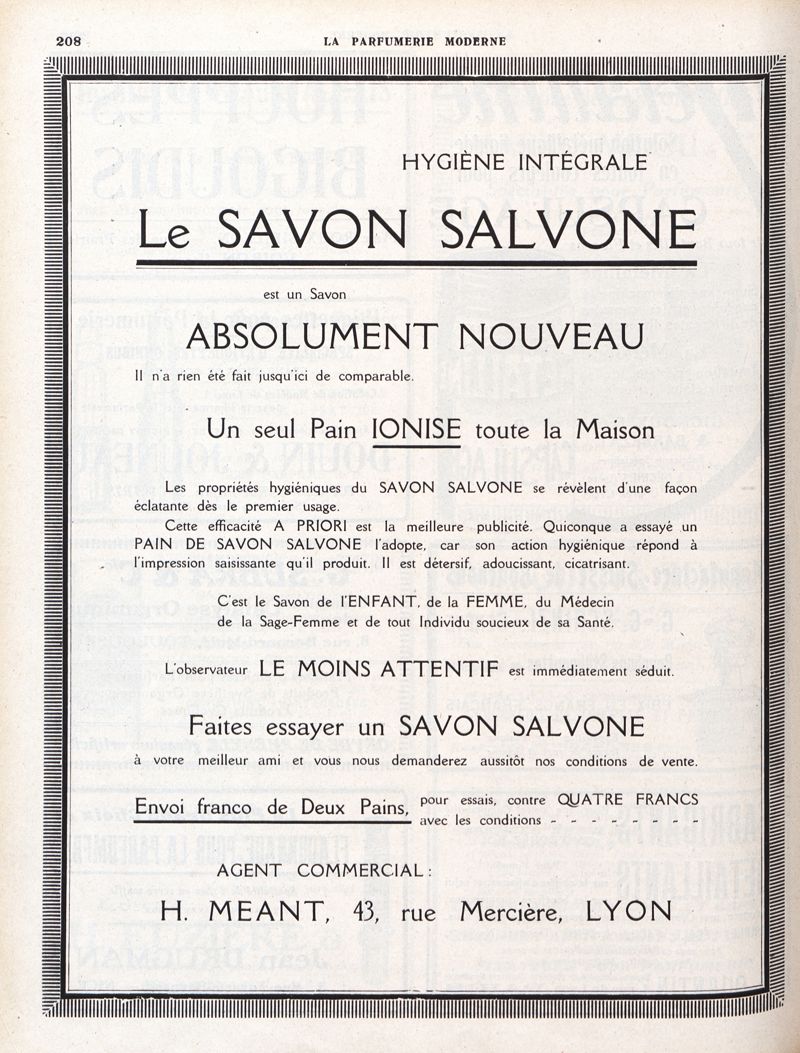 208
LA PARFUMERIE MODERNE
HYGIÈNE INTÉGRALE
Le SAVON SALVONE
est un Savon
ABSOLUMENT NOUVEAU
Il n'a rien été fait jusqu'ici de comparable.
Un seul Pain IONISE toute la Maison
Les propriétés hygiéniques du SAVON SALVONE se révèlent d'une façon
éclatante dès le premier usage.
Cette efficacité A PRIORI est la meilleure publicité. Quiconque a essayé un
PAIN DE SAVON SALVONE l'adopte, car son action hygiénique répond à
l'impression saisissante qu'il produit. Il est détersif, adoucissant, cicatrisant.
C'est le Savon de l'ENFANT, de la FEMME, du Médecin
de la Sage-Femme et de tout Individu soucieux de sa Santé.
L'observateur LE MOINS ATTENTIF est immédiatement séduit.
Faites essayer un SAVON SALVONE
à votre meilleur ami et vous nous demanderez aussitôt nos conditions de vente.
Envoi franco de Deux Pains, pour essais, contre QUATRE FRANCS
avec les conditions - - - - - - - -
AGENT COMMERCIAL :
H. MEANT, 43, rue Mercière, LYON